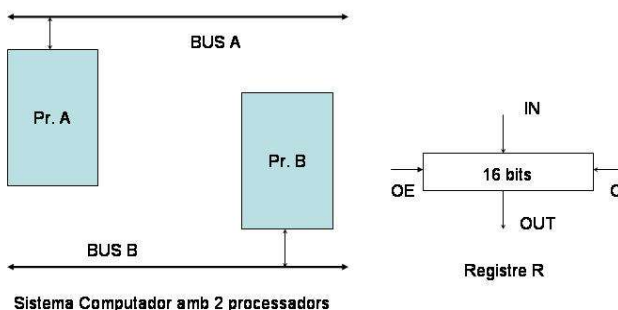 BUS A
Pr. A
Pr. B
BUS B
Sistema Computador amb 2 processadors
IN
16 bits
OE
OUT
Registre R